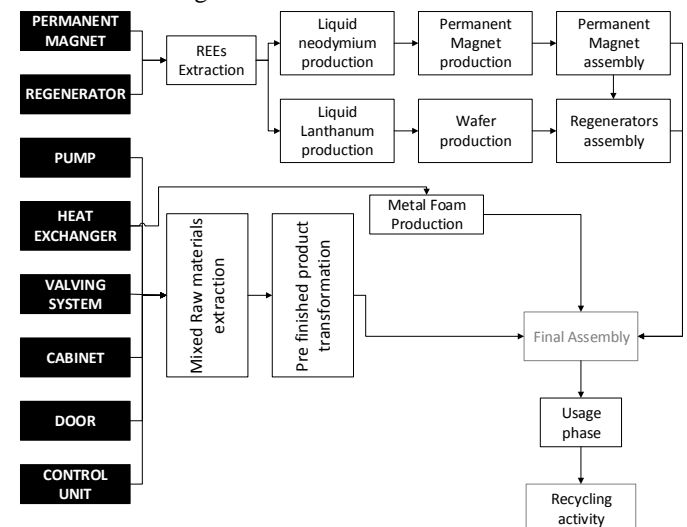 PERMANENT
MAGNET
REEs
Extraction
Liquid
neodymium
production
Permanent
Magnet
production
Permanent
Magnet
assembly
REGENERATOR
Liquid
Lanthanum
production
Wafer
production
Regenerators
assembly
PUMP
HEAT
EXCHANGER
Metal Foam
Production
Mixed Raw materials
extraction
Pre finished product
transformation
VALVING
SYSTEM
Final Assembly
CABINET
DOOR
Usage
phase
CONTROL
UNIT
Recycling
activity